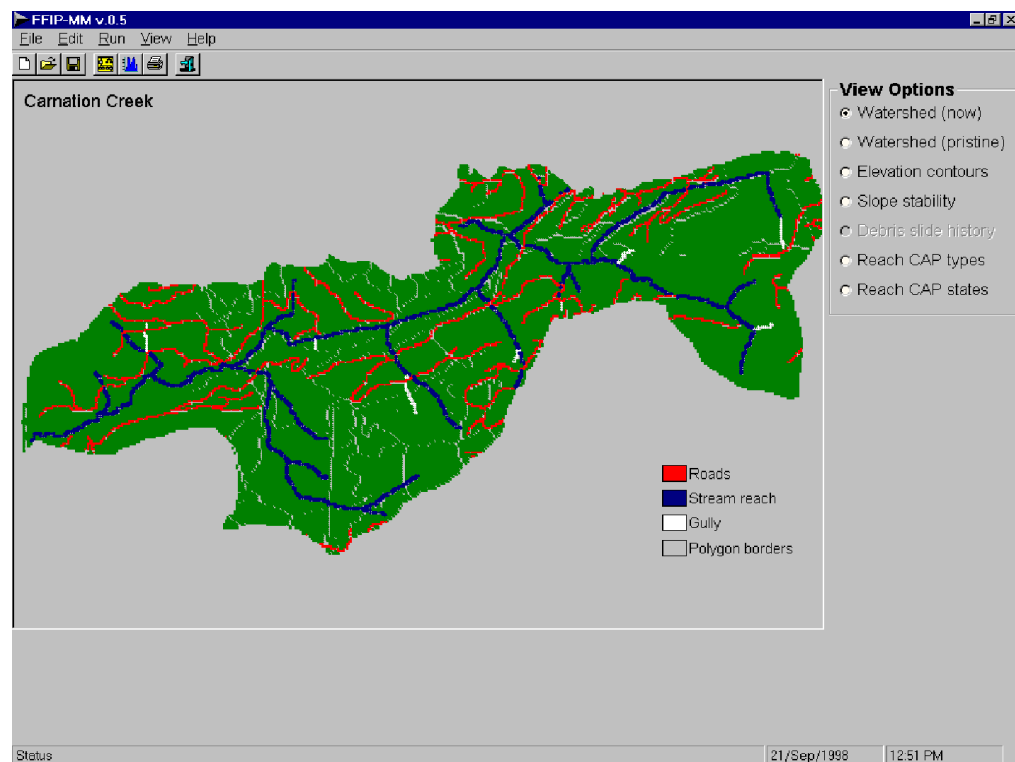 FFIP-MM v.0.5
File Edit Run View Help
Carnation Creek
View Options
Watershed (now)
Watershed (pristine)
Elevation contours
Slope stability
Debris slide history
Reach CAP types
Reach CAP states
Roads
Stream reach
Gully
Polygon borders
Status 21/Sep/1998 12:51 PM